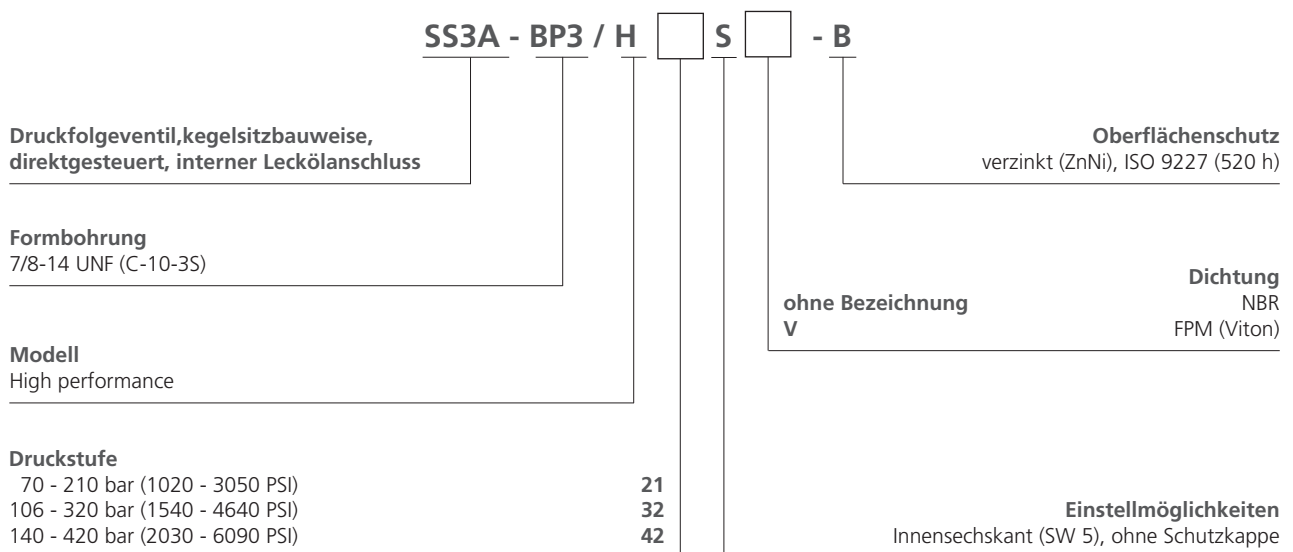 SS3A - BP3 / H S - B
Druckfolgeventil,kegelsitzbauweise,
direktgesteuert, interner Leckölanschluss
Oberflächenschutz
verzinkt (ZnNi), ISO 9227 (520 h)
Formbohrung
7/8-14 UNF (C-10-3S)
Dichtung
ohne Bezeichnung NBR
V FPM (Viton)
Modell
High performance
Druckstufe
70 - 210 bar (1020 - 3050 PSI) 21
106 - 320 bar (1540 - 4640 PSI) 32
140 - 420 bar (2030 - 6090 PSI) 42
Einstellmöglichkeiten
Innensechskant (SW 5), ohne Schutzkappe